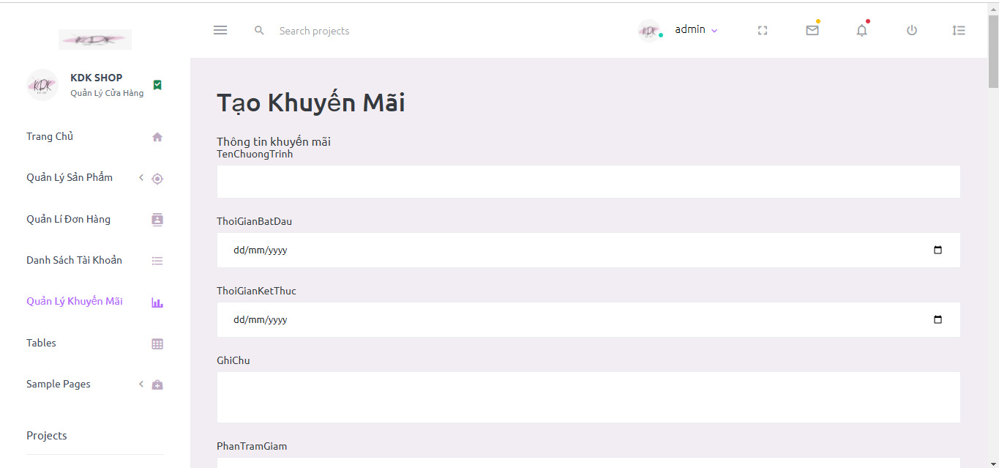 KDK
Search projects
admin
KDK
KDK SHOP
Quản Lý Cửa Hàng
Trang Chủ
Quản Lý Sản Phẩm
Quản Lí Đơn Hàng
Danh Sách Tài Khoản
Quản Lý Khuyến Mãi
Tables
Sample Pages
Projects
Tạo Khuyến Mãi
Thông tin khuyến mãi
TenChuongTrinh
ThoiGianBatDau
dd/mm/yyyy
ThoiGianKetThuc
dd/mm/yyyy
GhiChu
PhanTramGiam